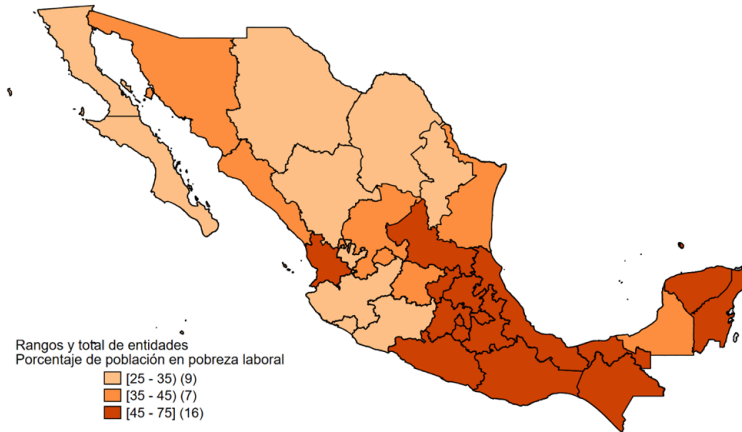 Rangos y total de entidades
Porcentaje de población en pobreza laboral
[25 - 35) (9)
[35 - 45) (7)
[45 - 75] (16)